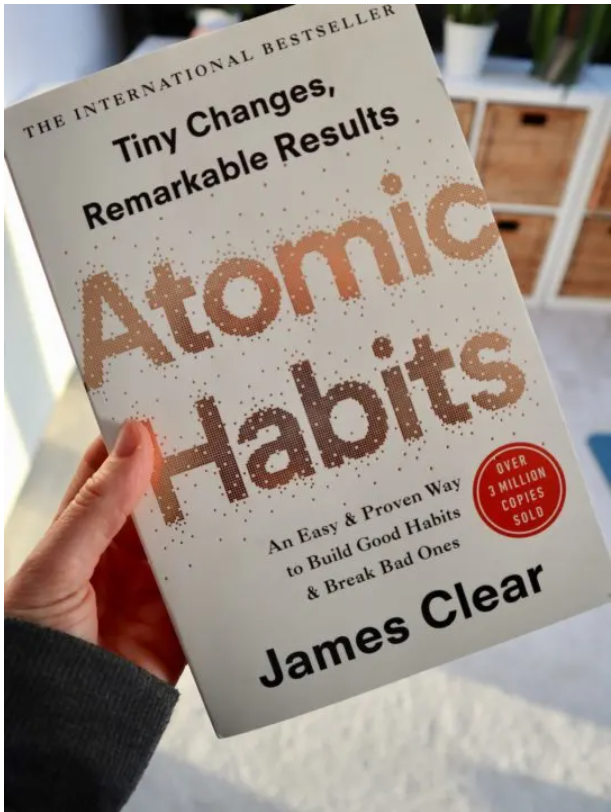 THE INTERNATIONAL BESTSELLER
Tiny Changes,
Remarkable Results
Atomic
Habits
An Easy & Proven Way
to Build Good Habits
& Break Bad Ones
OVER
3 MILLION
COPIES
SOLD
James Clear